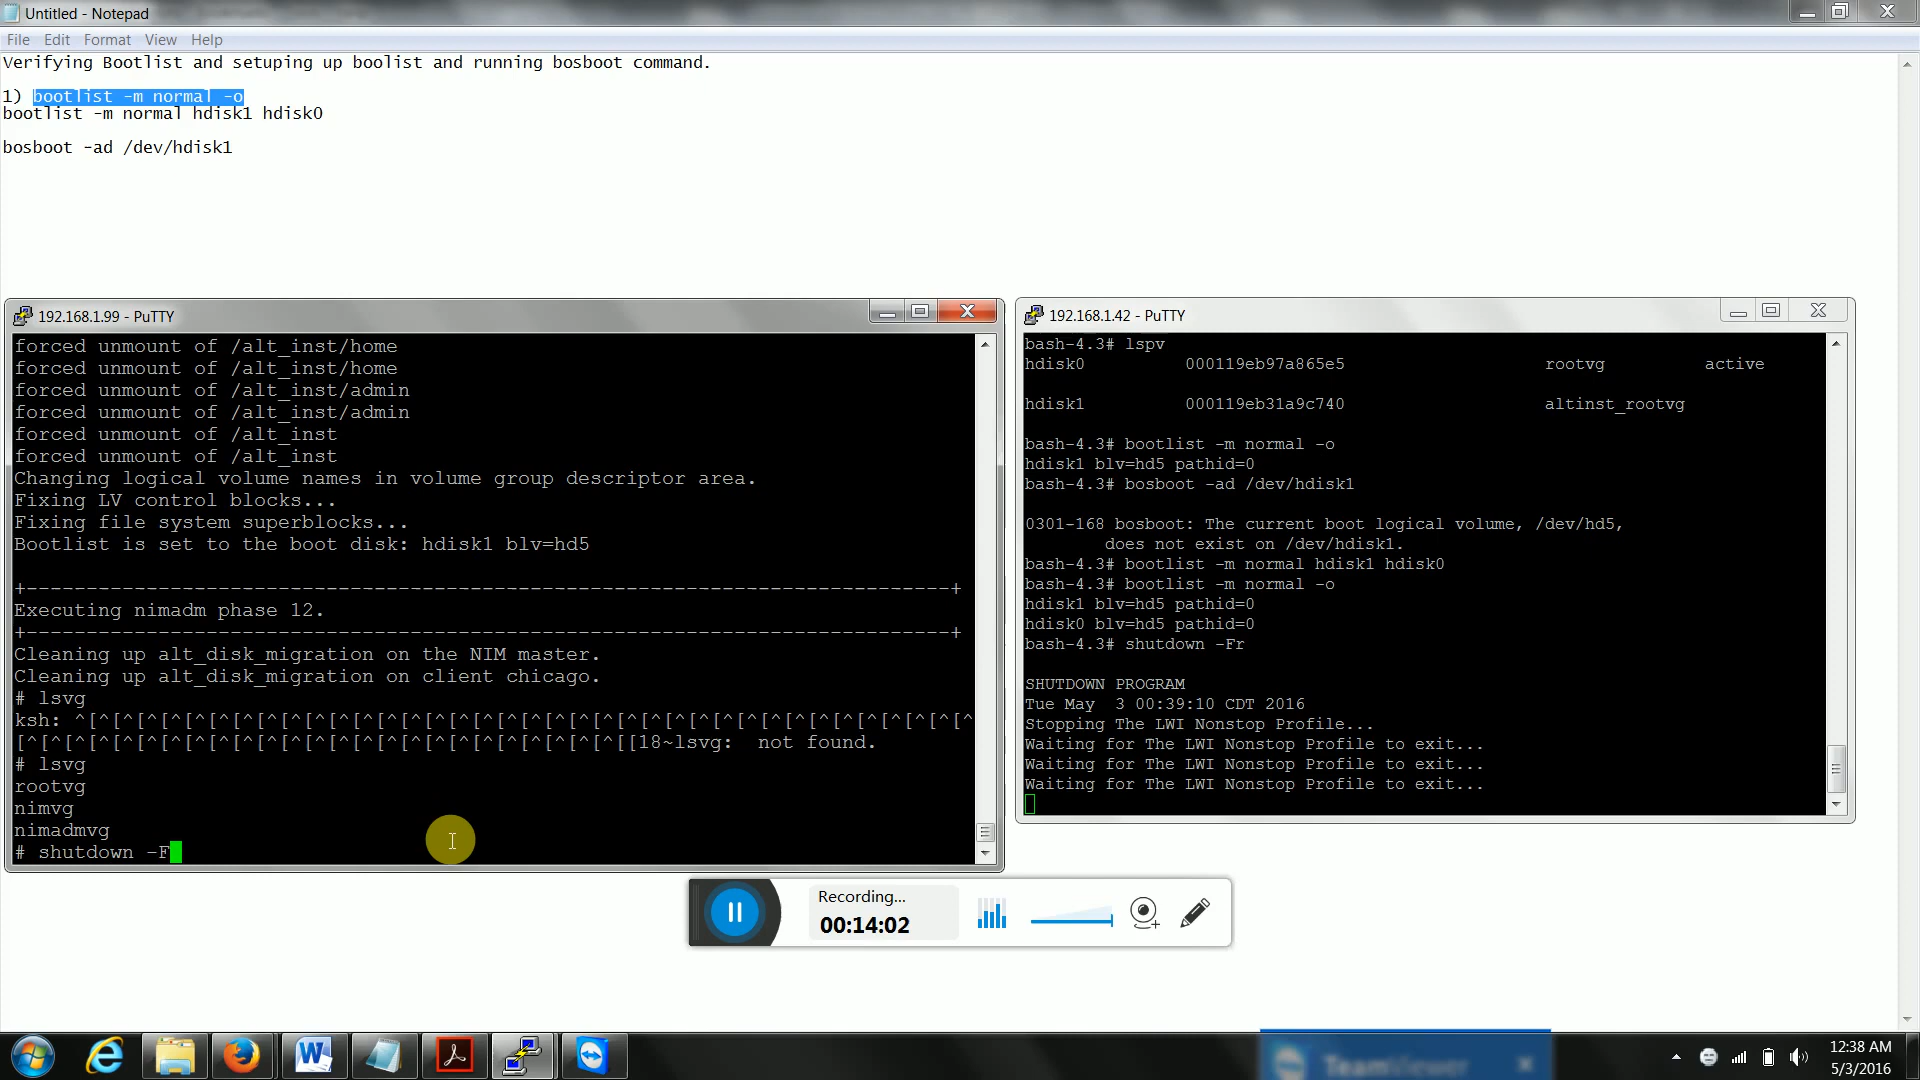 Untitled - Notepad
File Edit Format View Help
Verifying Bootlist and setuping up boolist and running bosboot command.
1) bootlist -m normal -o
bootlist -m normal hdisk1 hdisk0
bosboot -ad /dev/hdisk1
192.168.1.99 - PuTTY
forced unmount of /alt_inst/home
forced unmount of /alt_inst/home
forced unmount of /alt_inst/admin
forced unmount of /alt_inst/admin
forced unmount of /alt_inst
forced unmount of /alt_inst
Changing logical volume names in volume group descriptor area.
Fixing LV control blocks...
Fixing file system superblocks...
Bootlist is set to the boot disk: hdisk1 blv=hd5
+-----------------------------------------------------------------------------+
Executing nimadm phase 12.
+-----------------------------------------------------------------------------+
Cleaning up alt_disk_migration on the NIM master.
Cleaning up alt_disk_migration on client chicago.
# lsvg
ksh: ^[^[^[^[^[^[^[^[^[^[^[^[^[^[^[^[^[^[^[^[^[^[^[^[^[^[^[^[^[^[^[^[^[^[^[^[^[^
[^[^[^[^[^[^[^[^[^[^[^[^[^[^[^[^[^[^[^[^[^[^[^[^[^[[18~lsvg:  not found.
# lsvg
rootvg
nimvg
nimadmvg
# shutdown -F
192.168.1.42 - PuTTY
bash-4.3# lspv
hdisk0 000119eb97a865e5 rootvg active
hdisk1 000119eb31a9c740 altinst_rootvg
bash-4.3# bootlist -m normal -o
hdisk1 blv=hd5 pathid=0
bash-4.3# bosboot -ad /dev/hdisk1
0301-168 bosboot: The current boot logical volume, /dev/hd5,
does not exist on /dev/hdisk1.
bash-4.3# bootlist -m normal hdisk1 hdisk0
bash-4.3# bootlist -m normal -o
hdisk1 blv=hd5 pathid=0
hdisk0 blv=hd5 pathid=0
bash-4.3# shutdown -Fr
SHUTDOWN PROGRAM
Tue May  3 00:39:10 CDT 2016
Stopping The LWI Nonstop Profile...
Waiting for The LWI Nonstop Profile to exit...
Waiting for The LWI Nonstop Profile to exit...
Waiting for The LWI Nonstop Profile to exit...
Recording...
00:14:02
TeamViewer
12:38 AM
5/3/2016